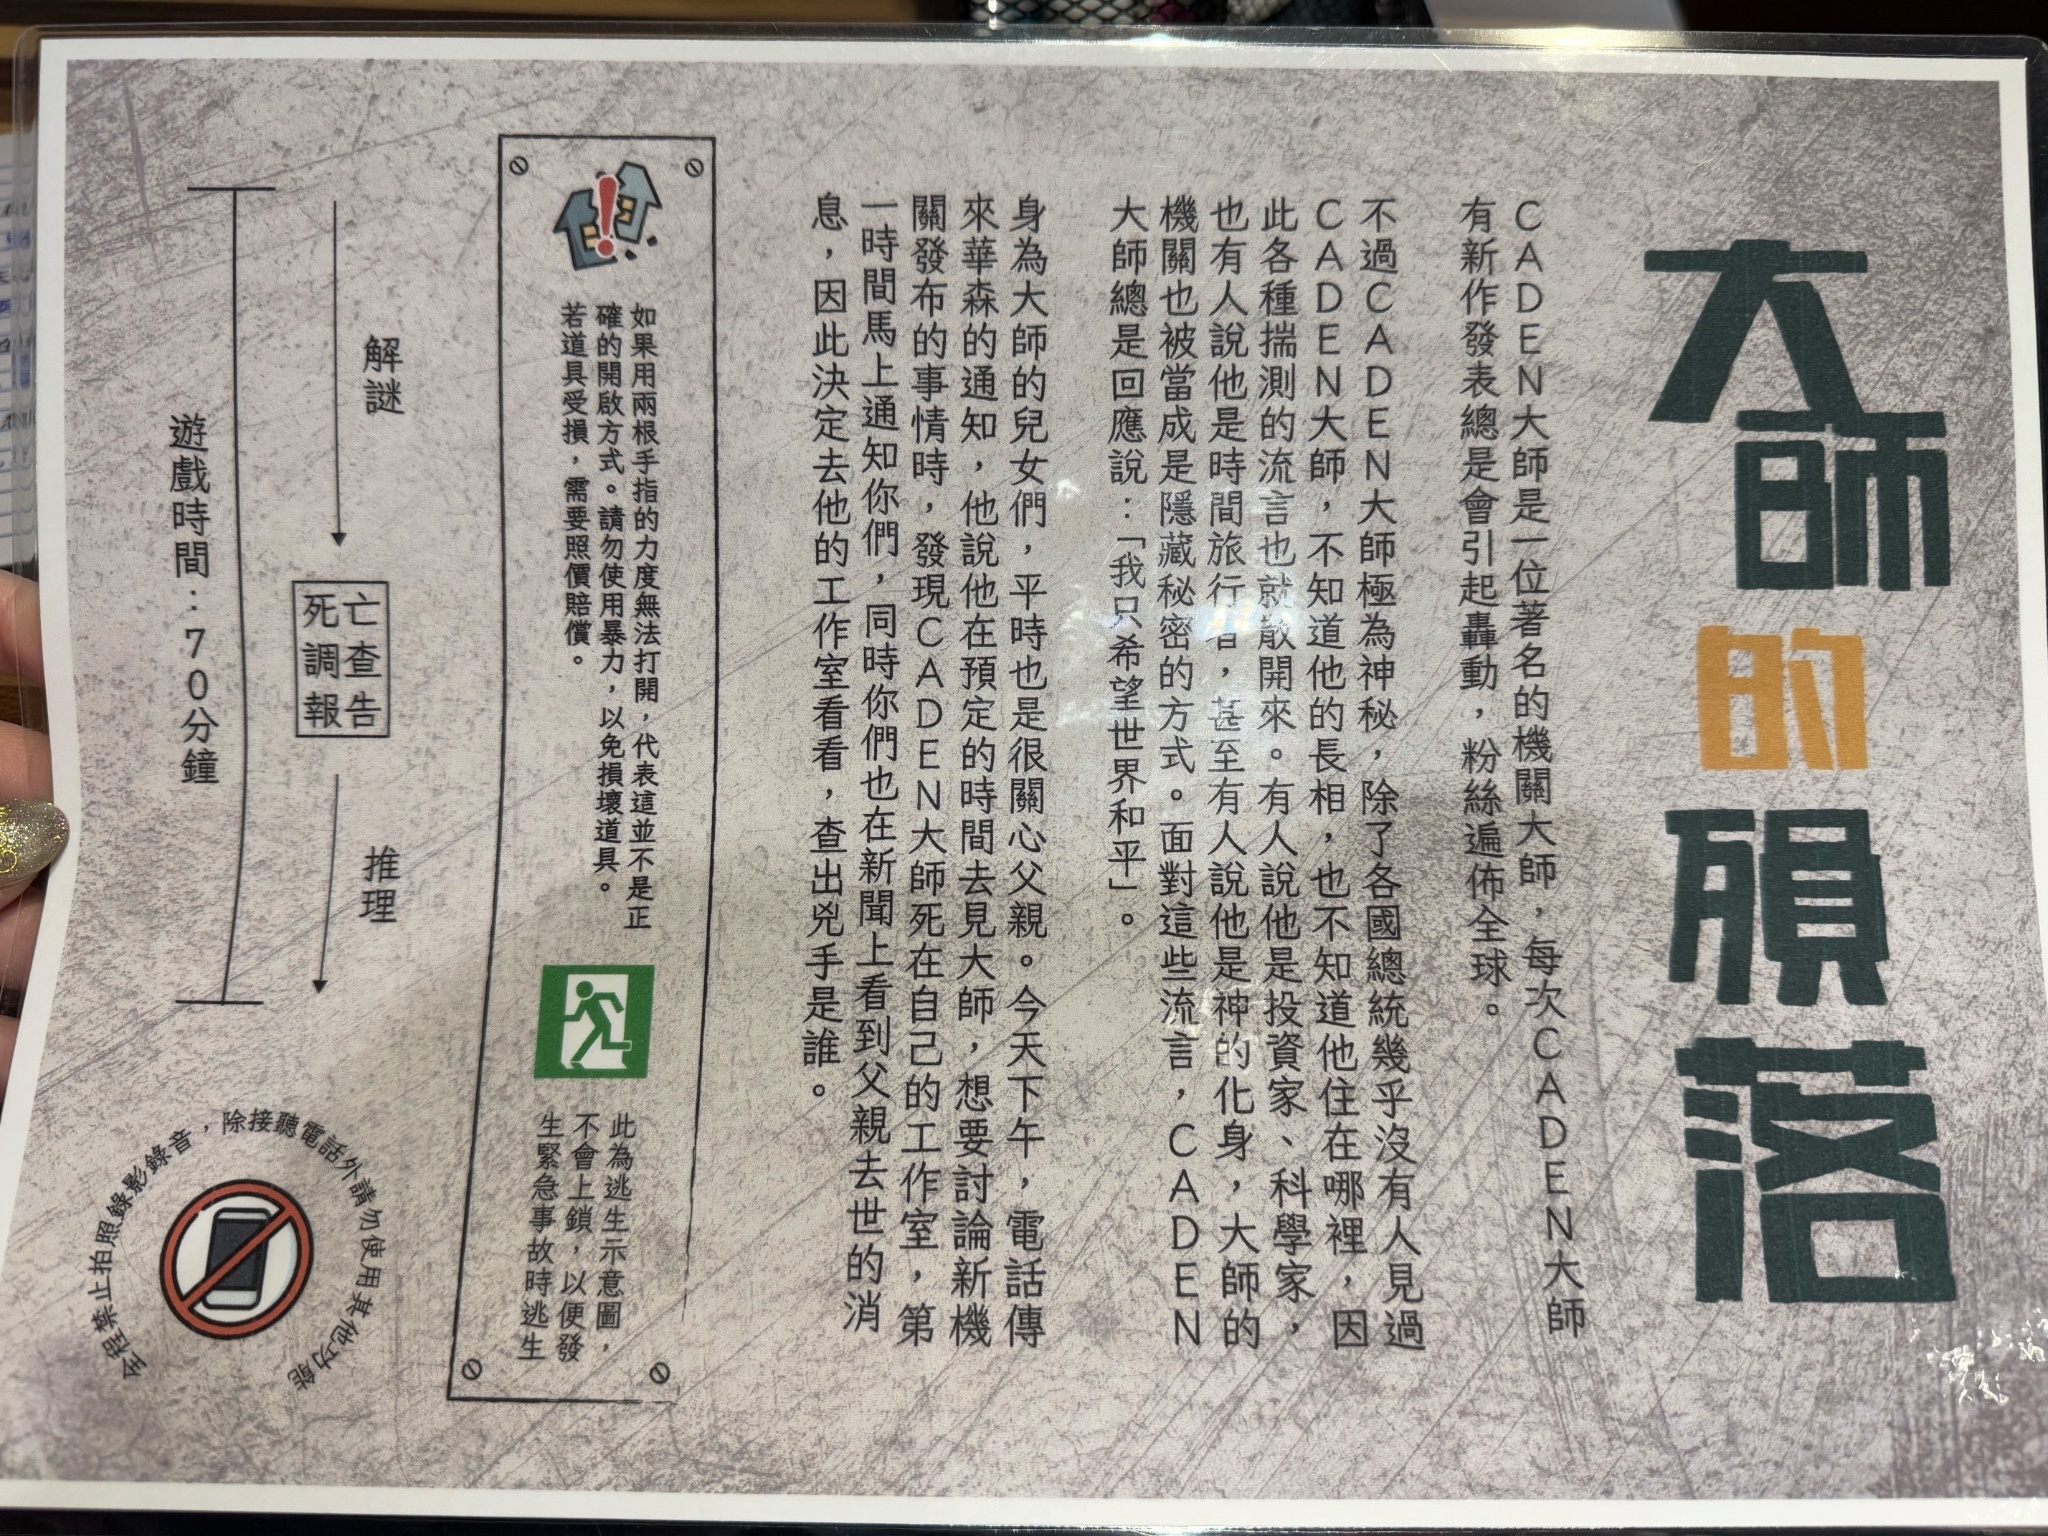 大師的殞落
CADEN大師是一位著名的機關大師，每次CADEN大師
有新作發表總是會引起轟動，粉絲遍佈全球。
不過CADEN大師極為神秘，除了各國總統幾乎沒有人見過
CADEN大師，不知道他的長相，也不知道他住在哪裡，因
此各種揣測的流言也就散開來。有人說他是投資家、科學家，
也有人說他是時間旅行者，甚至有人說他是神的化身，大師的
機關也被當成是隱藏秘密的方式。面對這些流言，CADEN
大師總是回應說：「我只希望世界和平」。
身為大師的兒女們，平時也是很關心父親。今天下午，電話傳
來華森的通知，他說他在預定的時間去見大師，想要討論新機
關發布的事情時，發現CADEN大師死在自己的工作室，第
一時間馬上通知你們，同時你們也在新聞上看到父親去世的消
息，因此決定去他的工作室看看，查出兇手是誰。
如果用兩根手指的力度無法打開，代表這並不是正
確的開啟方式。請勿使用暴力，以免損壞道具。
若道具受損，需要照價賠償。
此為逃生示意圖，
不會上鎖，以便發
生緊急事故時逃生
解謎
死亡
調查
報告
推理
遊戲時間：70分鐘
全程禁止拍照錄影錄音，除接聽電話外請勿使用其他功能